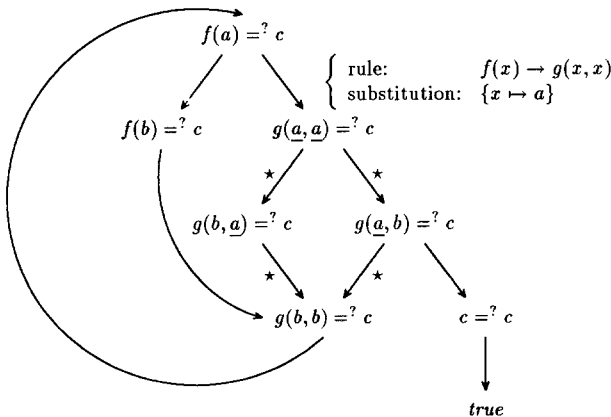 f(a) =? c
{ rule: f(x) → g(x, x)
substitution: {x ↦ a}
f(b) =? c g(a, a) =? c
⋆ ⋆
g(b, a) =? c g(a, b) =? c
⋆ ⋆
g(b, b) =? c c =? c
true